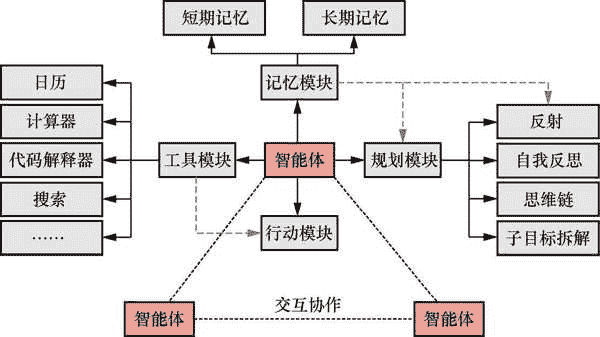 短期记忆
长期记忆
日历
记忆模块
计算器
反射
代码解释器
工具模块
智能体
规划模块
自我反思
搜索
思维链
……
行动模块
子目标拆解
交互协作
智能体
智能体